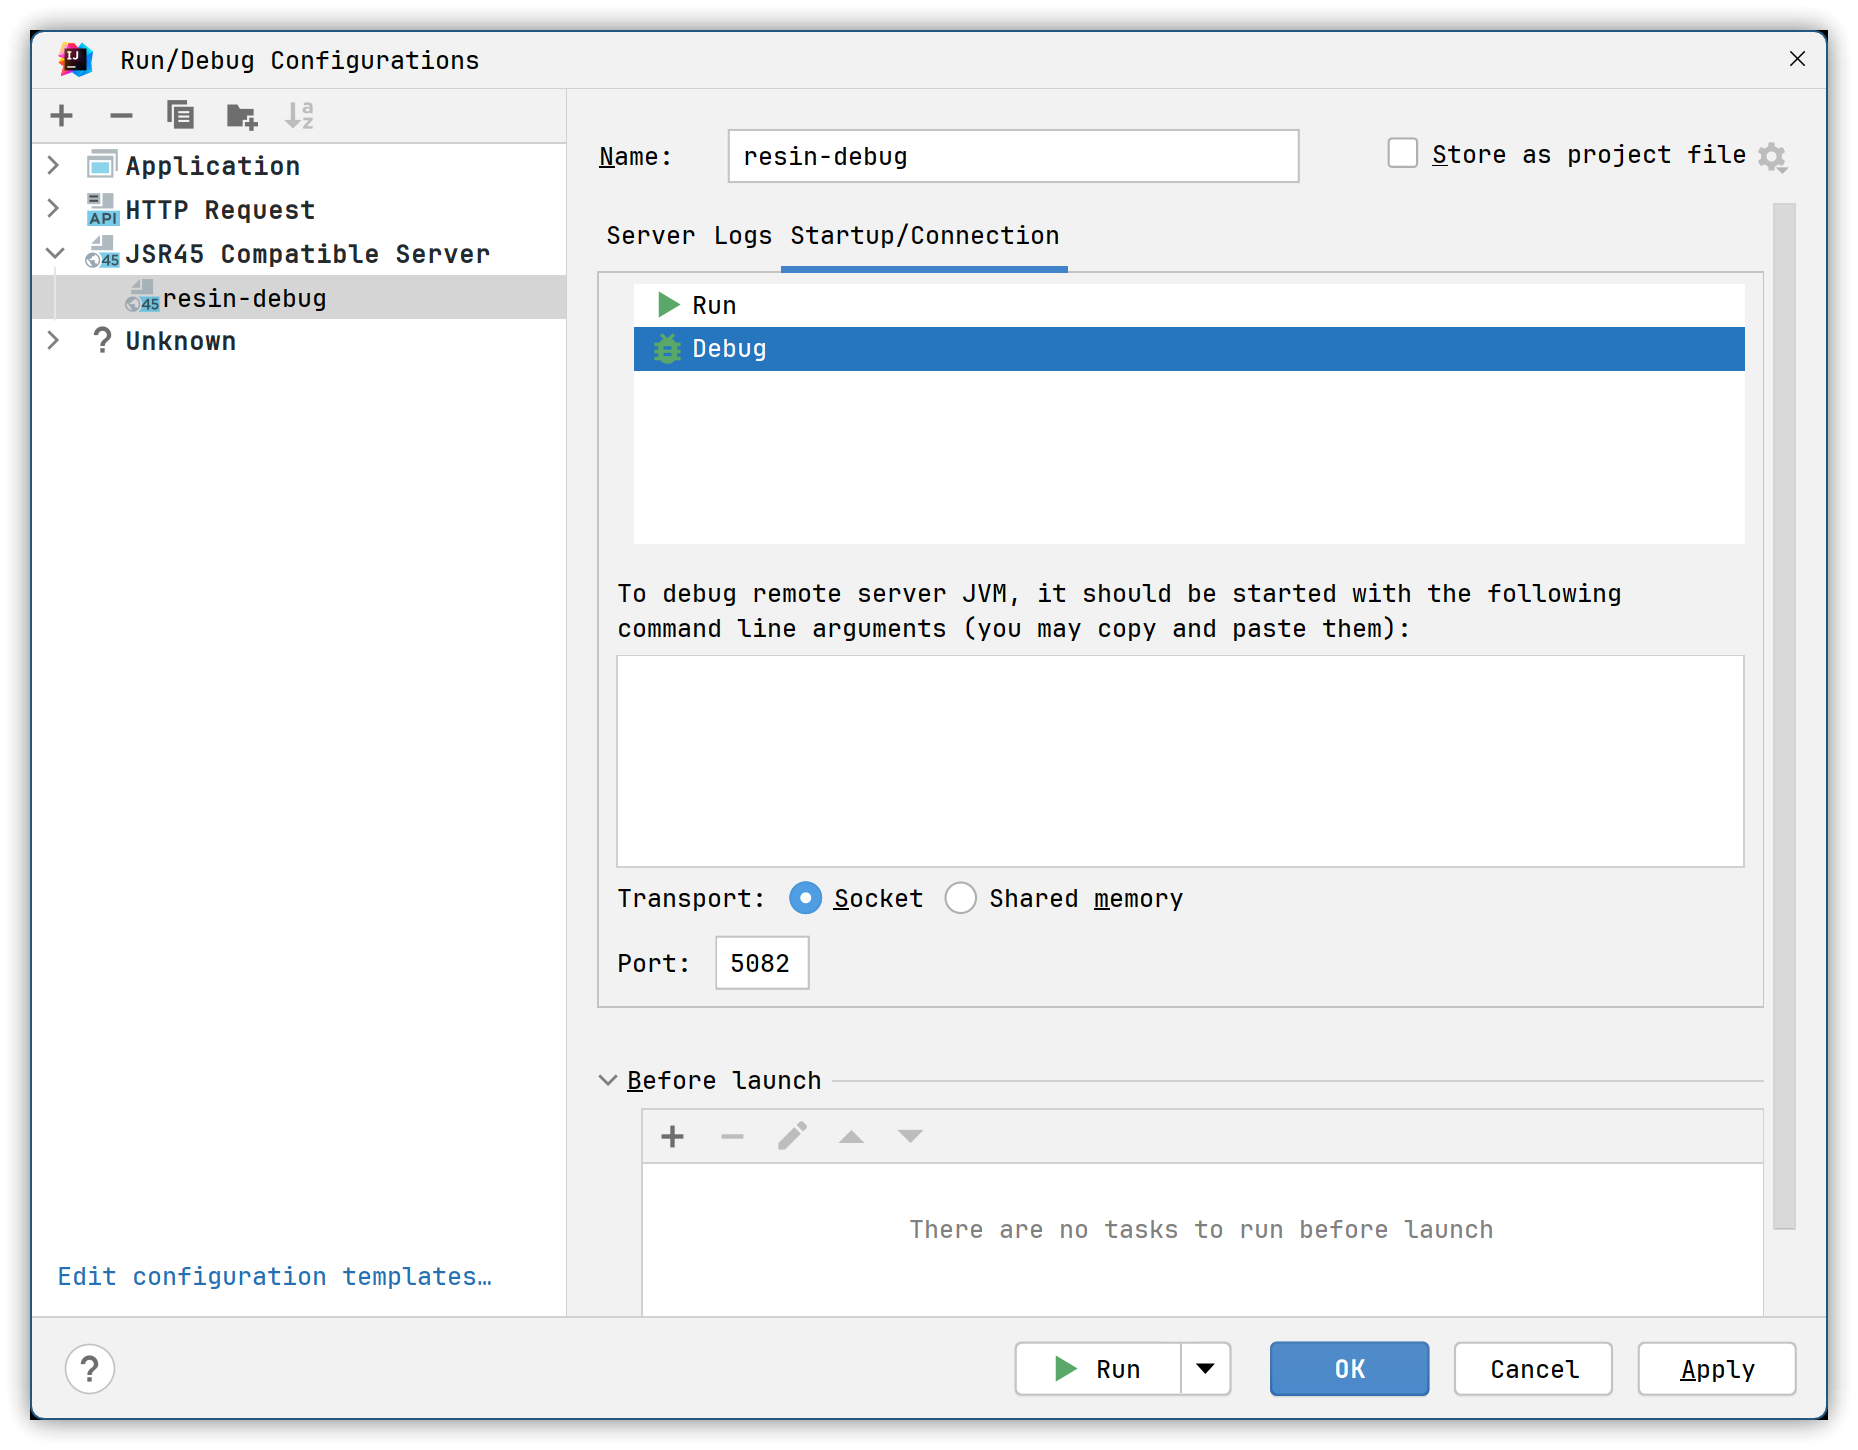 Run/Debug Configurations
Application
HTTP Request
JSR45 Compatible Server
resin-debug
Unknown
Edit configuration templates…
Name: resin-debug Store as project file
Server Logs Startup/Connection
Run
Debug
To debug remote server JVM, it should be started with the following
command line arguments (you may copy and paste them):
Transport: Socket Shared memory
Port: 5082
Before launch
There are no tasks to run before launch
? Run OK Cancel Apply